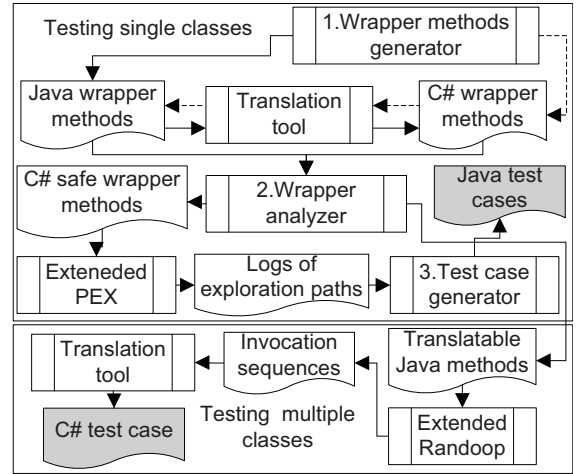 Testing single classes
1.Wrapper methods
generator
Java wrapper
methods
Translation
tool
C# wrapper
methods
C# safe wrapper
methods
2.Wrapper
analyzer
Java test
cases
Exteneded
PEX
Logs of
exploration paths
3.Test case
generator
Translation
tool
Invocation
sequences
Translatable
Java methods
C# test case
Testing multiple
classes
Extended
Randoop